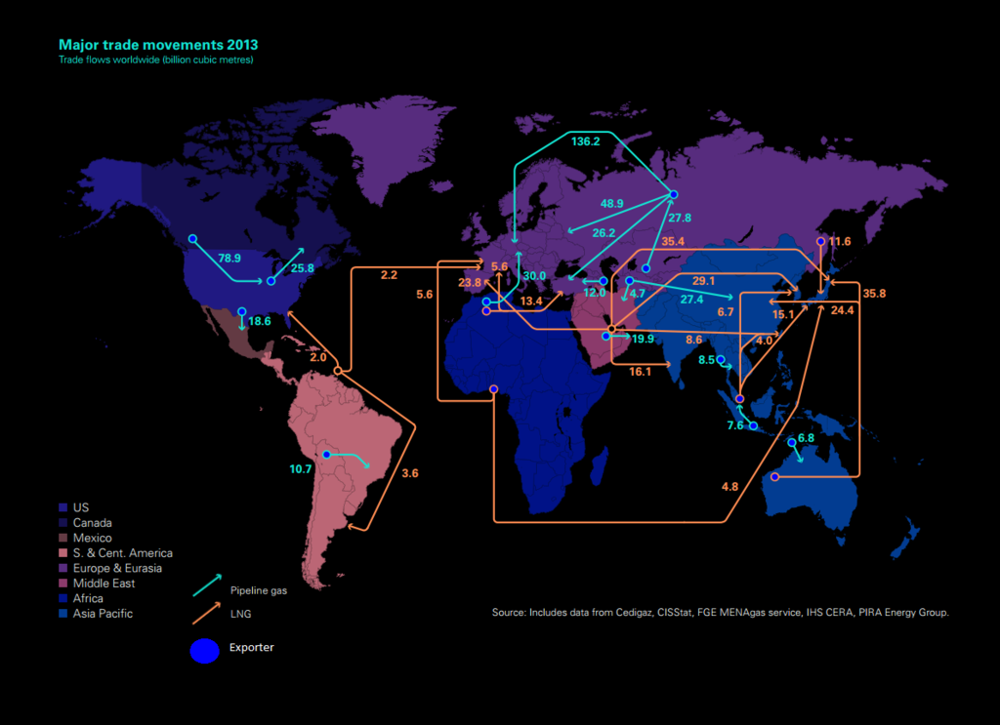 Major trade movements 2013
Trade flows worldwide (billion cubic metres)
136.2
48.9
27.8
26.2
35.4
11.6
78.9
25.8
2.2
5.6
5.6
23.8
30.0
13.4
12.0
4.7
29.1
27.4
35.8
18.6
6.7
15.1
24.4
2.0
19.9
8.6
4.0
16.1
8.5
7.6
6.8
10.7
3.6
4.8
US
Canada
Mexico
S. & Cent. America
Europe & Eurasia
Middle East
Africa
Asia Pacific
Pipeline gas
LNG
Exporter
Source: Includes data from Cedigaz, CISStat, FGE MENAgas service, IHS CERA, PIRA Energy Group.